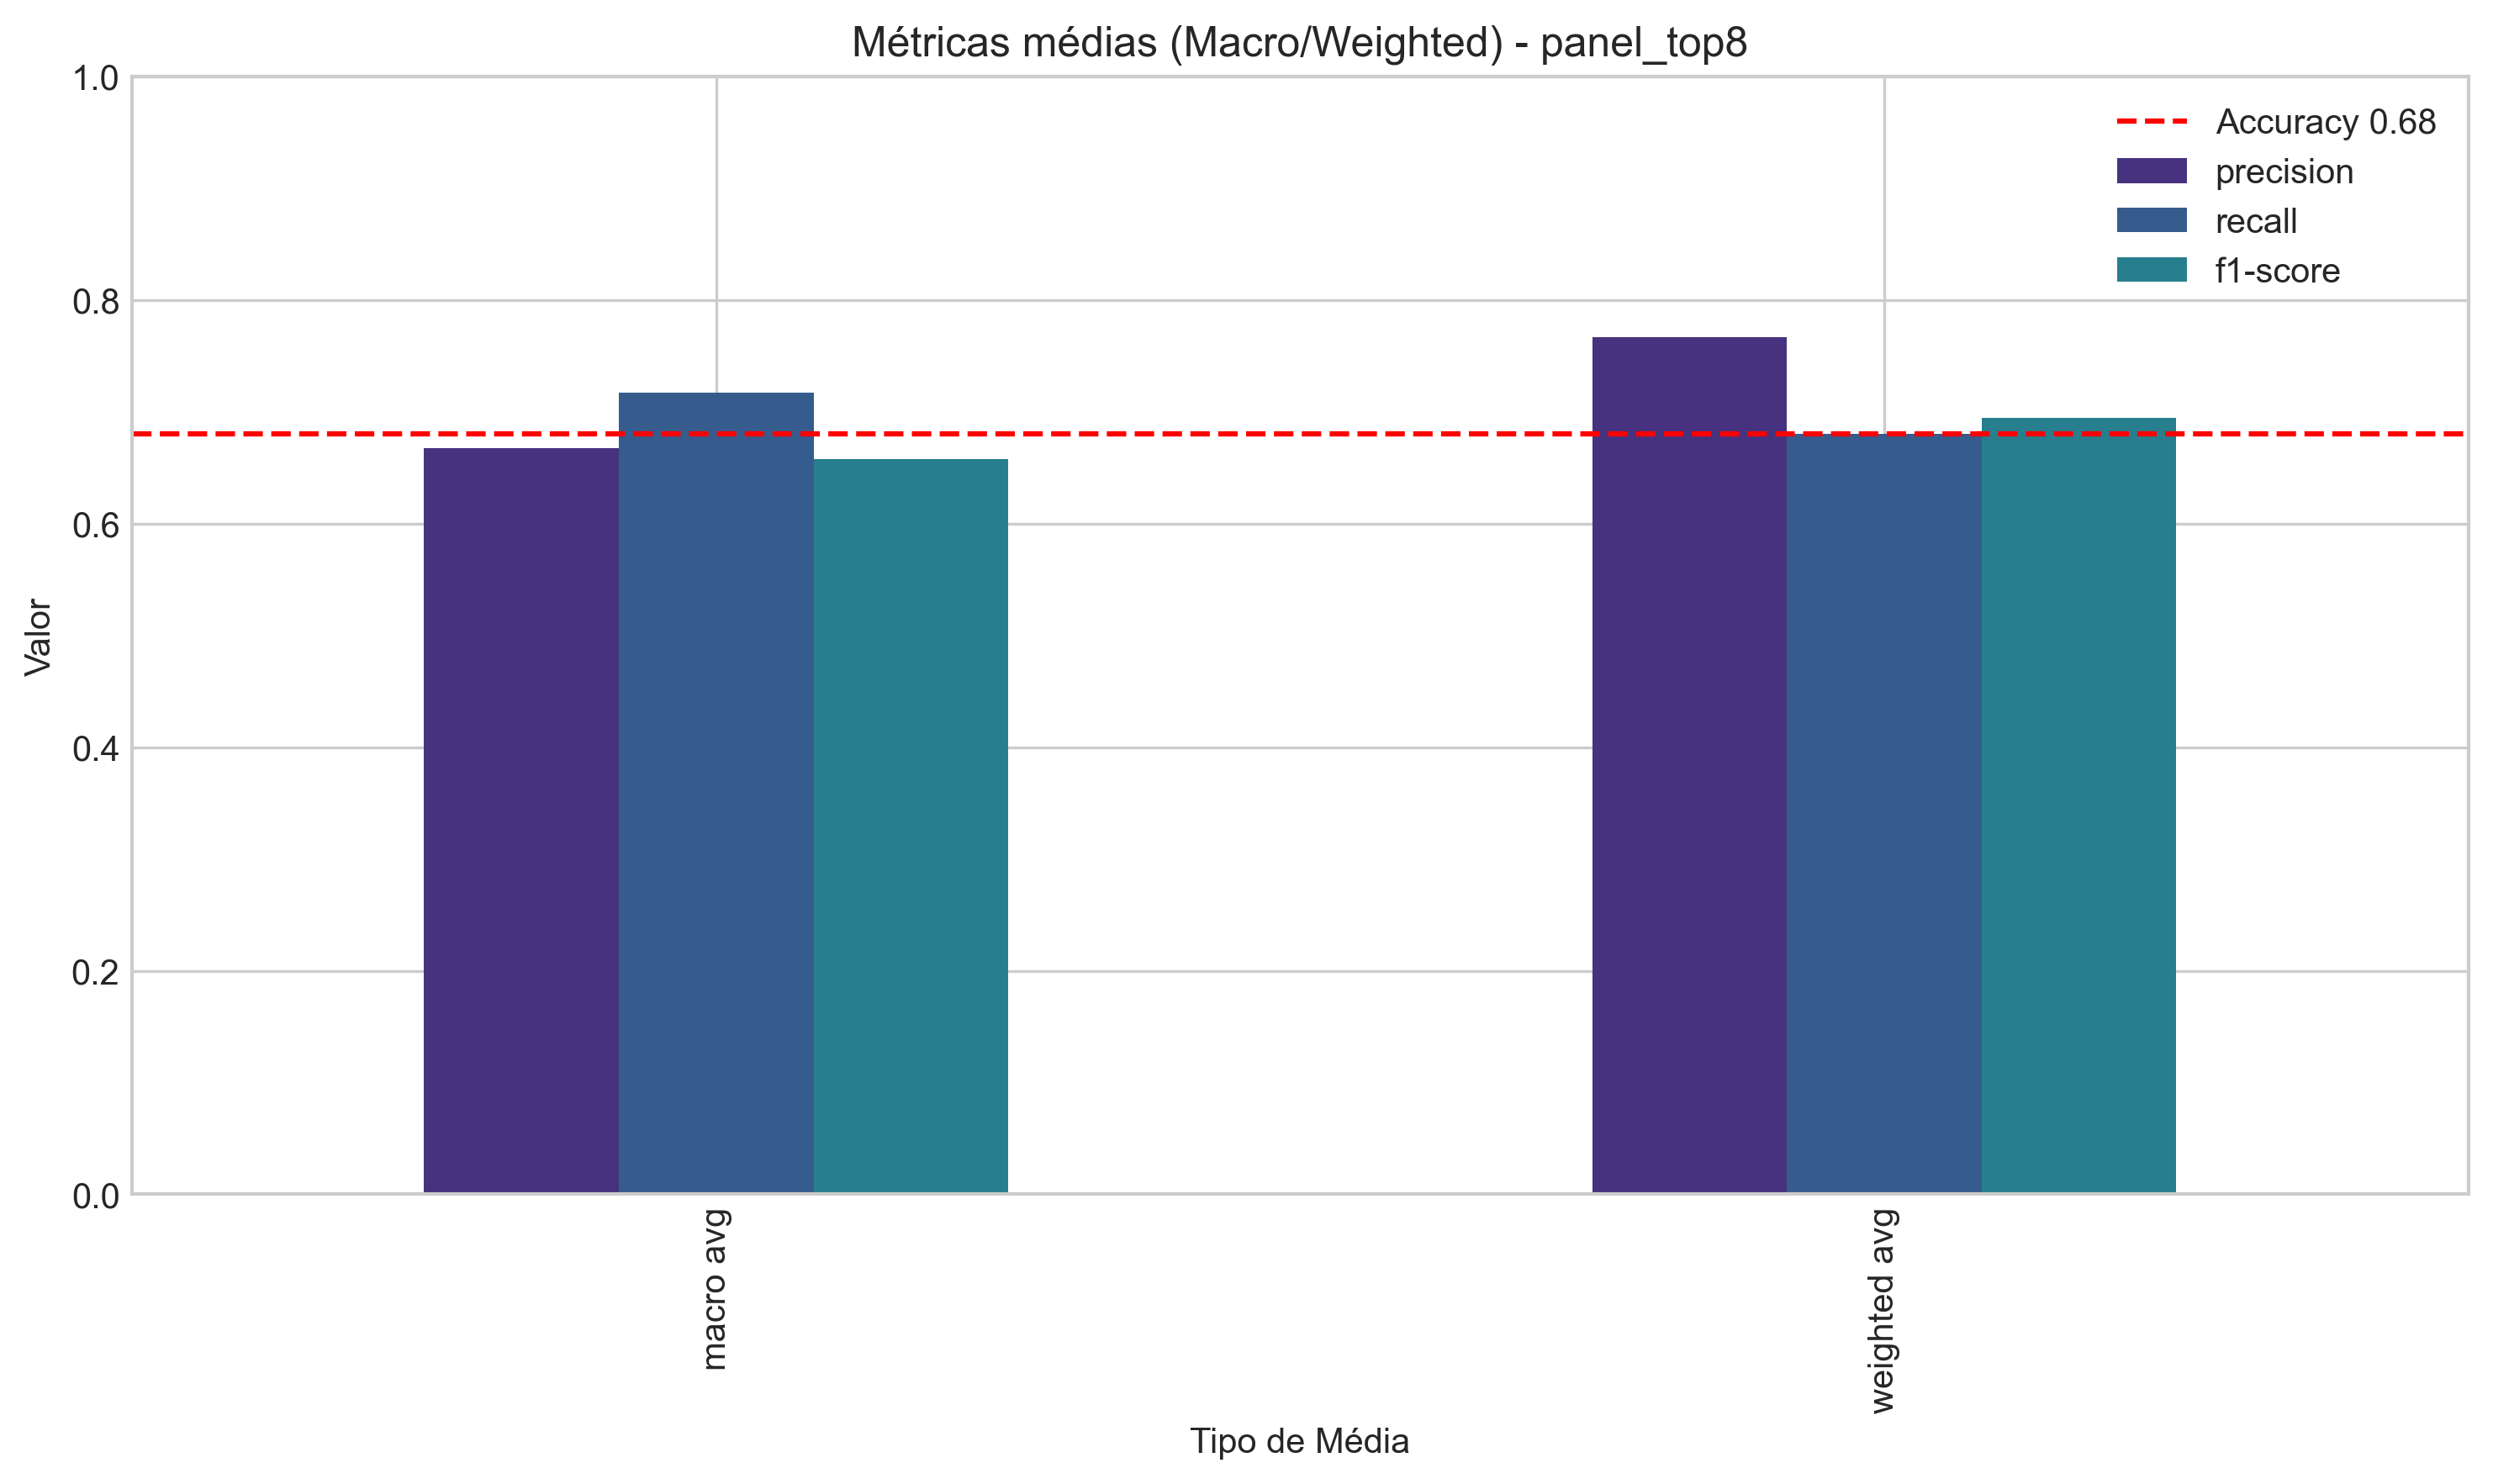 Métricas médias (Macro/Weighted) - panel_top8
1.0
0.8
0.6
0.4
0.2
0.0
Valor
Accuracy 0.68
precision
recall
f1-score
macro avg
weighted avg
Tipo de Média